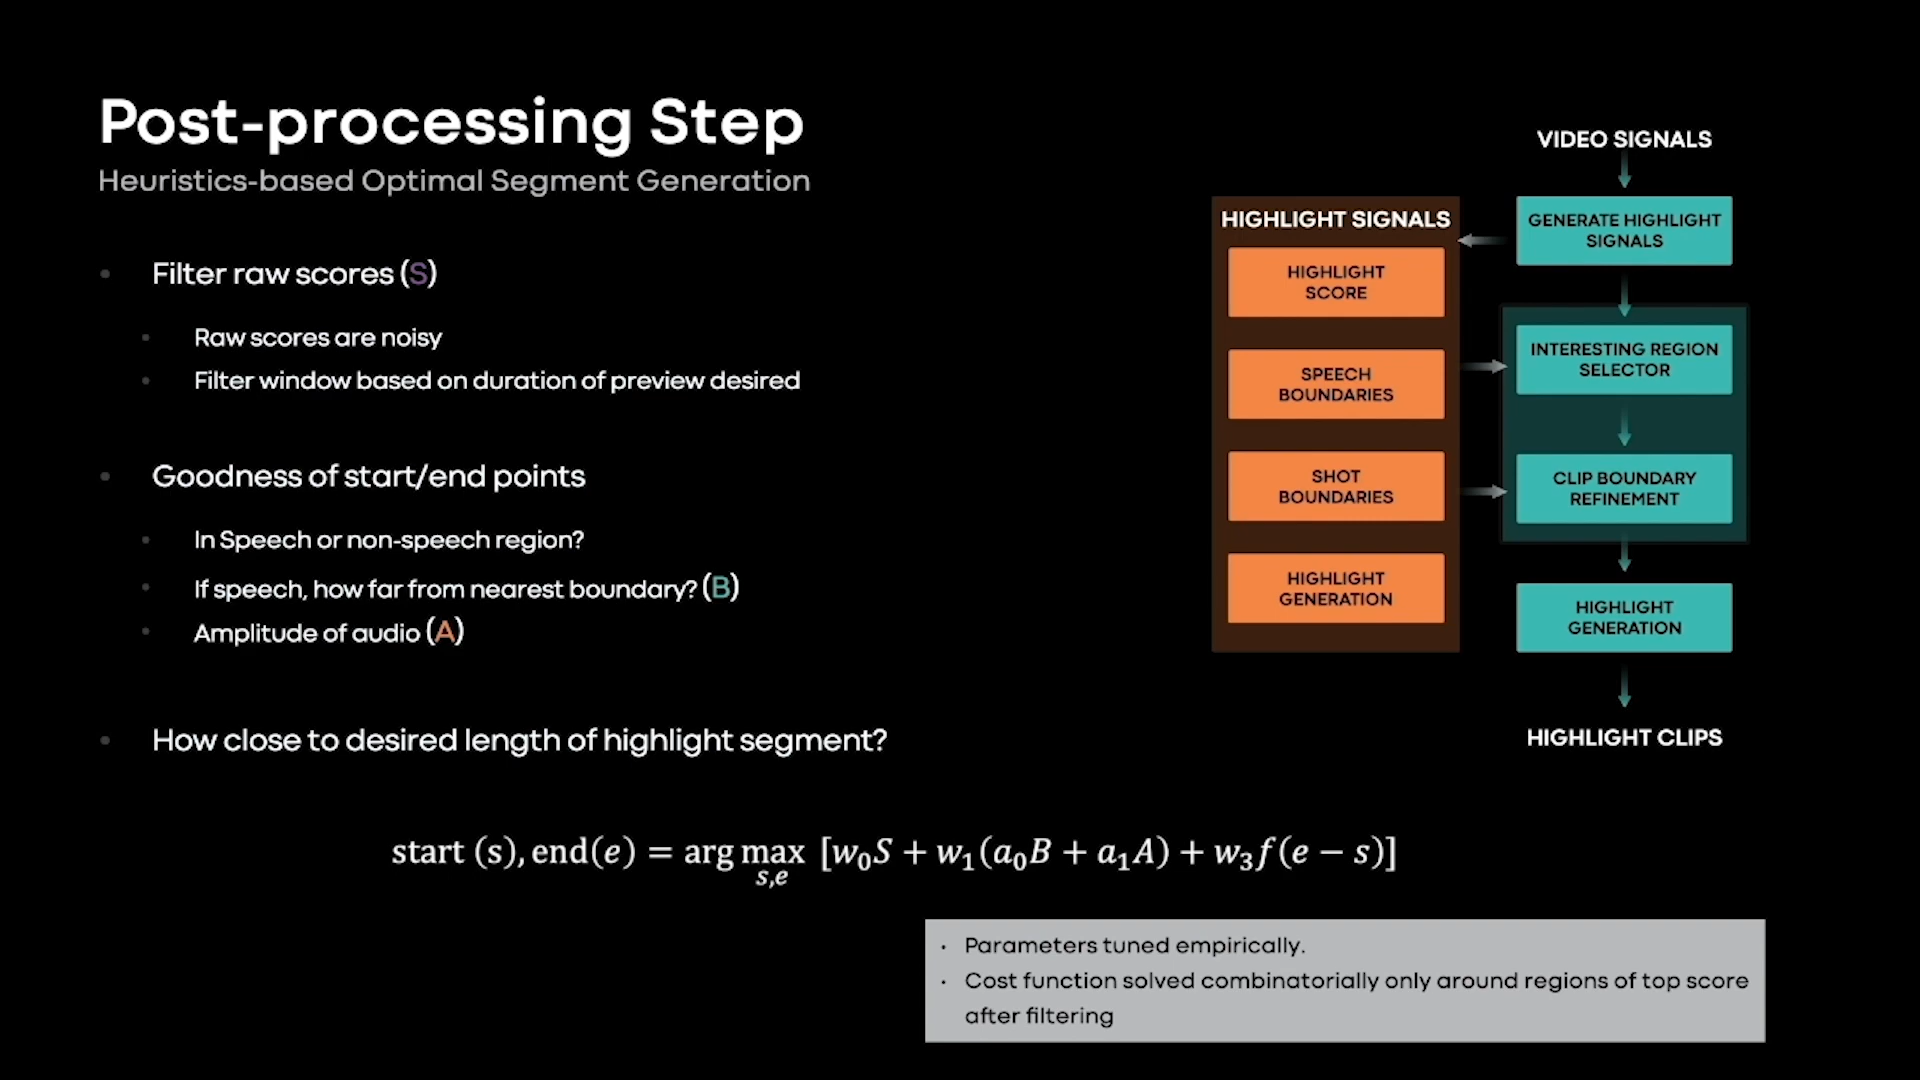 Post-processing Step
Heuristics-based Optimal Segment Generation
• Filter raw scores (S)
• Raw scores are noisy
• Filter window based on duration of preview desired
• Goodness of start/end points
• In Speech or non-speech region?
• If speech, how far from nearest boundary? (B)
• Amplitude of audio (A)
• How close to desired length of highlight segment?
start (s), end(e) = arg max [w₀S + w₁(a₀B + a₁A) + w₃f(e − s)]
s,e
• Parameters tuned empirically.
• Cost function solved combinatorially only around regions of top score
after filtering
HIGHLIGHT SIGNALS
HIGHLIGHT
SCORE
SPEECH
BOUNDARIES
SHOT
BOUNDARIES
HIGHLIGHT
GENERATION
VIDEO SIGNALS
GENERATE HIGHLIGHT
SIGNALS
INTERESTING REGION
SELECTOR
CLIP BOUNDARY
REFINEMENT
HIGHLIGHT
GENERATION
HIGHLIGHT CLIPS